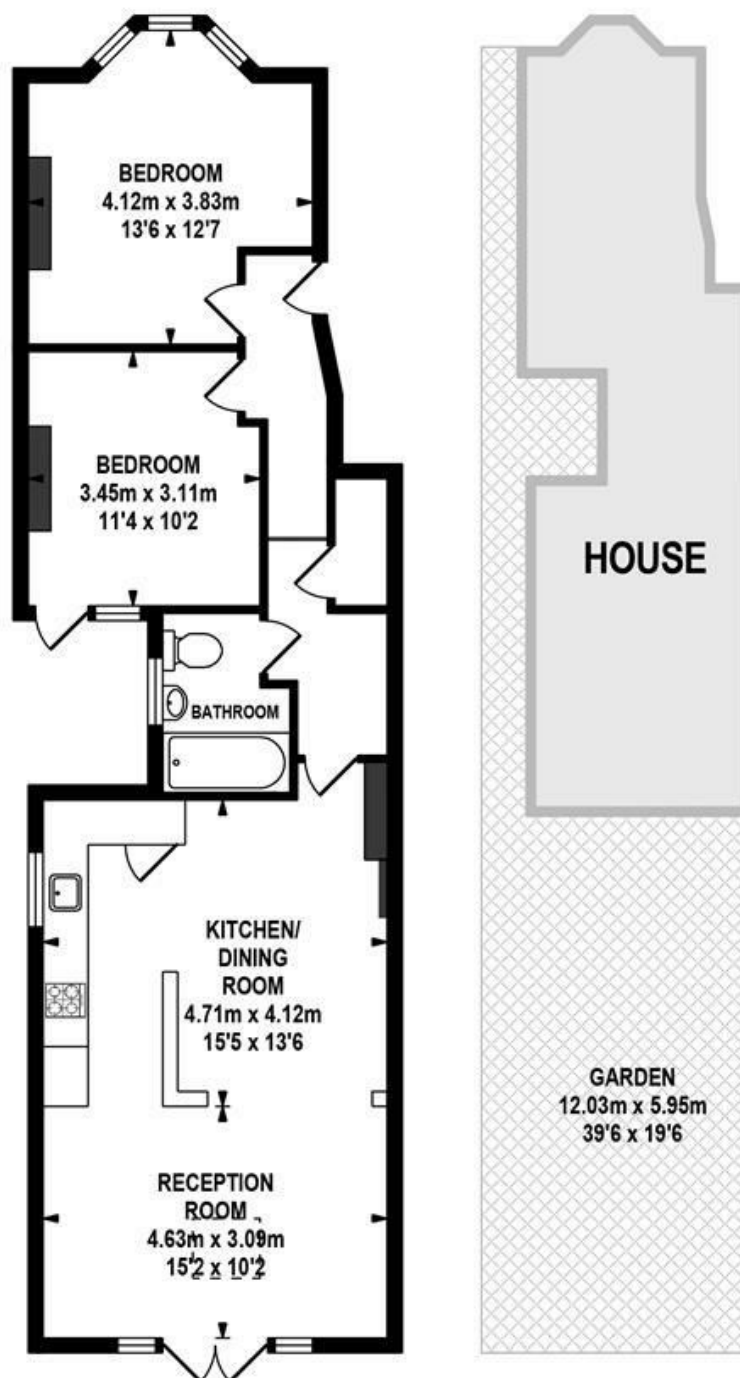 BEDROOM
4.12m x 3.83m
13'6 x 12'7
BEDROOM
3.45m x 3.11m
11'4 x 10'2
BATHROOM
KITCHEN/
DINING
ROOM
4.71m x 4.12m
15'5 x 13'6
RECEPTION
ROOM
4.63m x 3.09m
15'2 x 10'2
HOUSE
GARDEN
12.03m x 5.95m
39'6 x 19'6